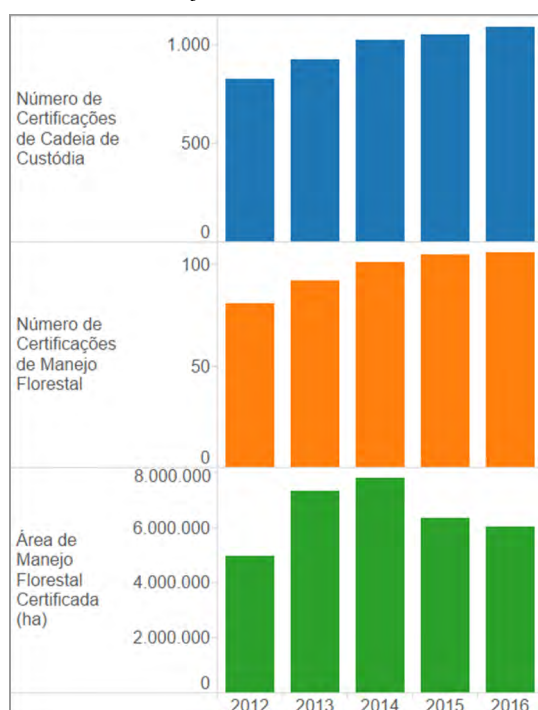 1.000
Número de
Certificações
de Cadeia de
Custódia
500
0
100
Número de
Certificações
de Manejo
Florestal
50
0
8.000.000
6.000.000
Área de
Manejo
Florestal
Certificada
(ha)
4.000.000
2.000.000
0
2012 2013 2014 2015 2016